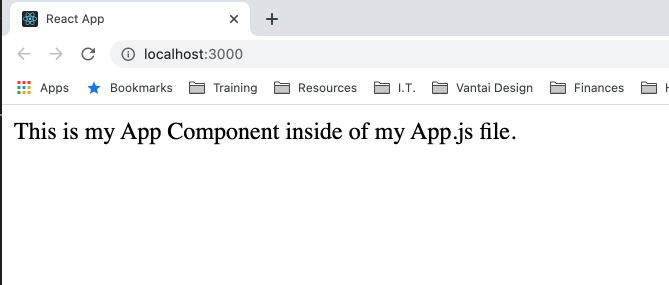 React App
localhost:3000
Apps Bookmarks Training Resources I.T. Vantai Design Finances
This is my App Component inside of my App.js file.